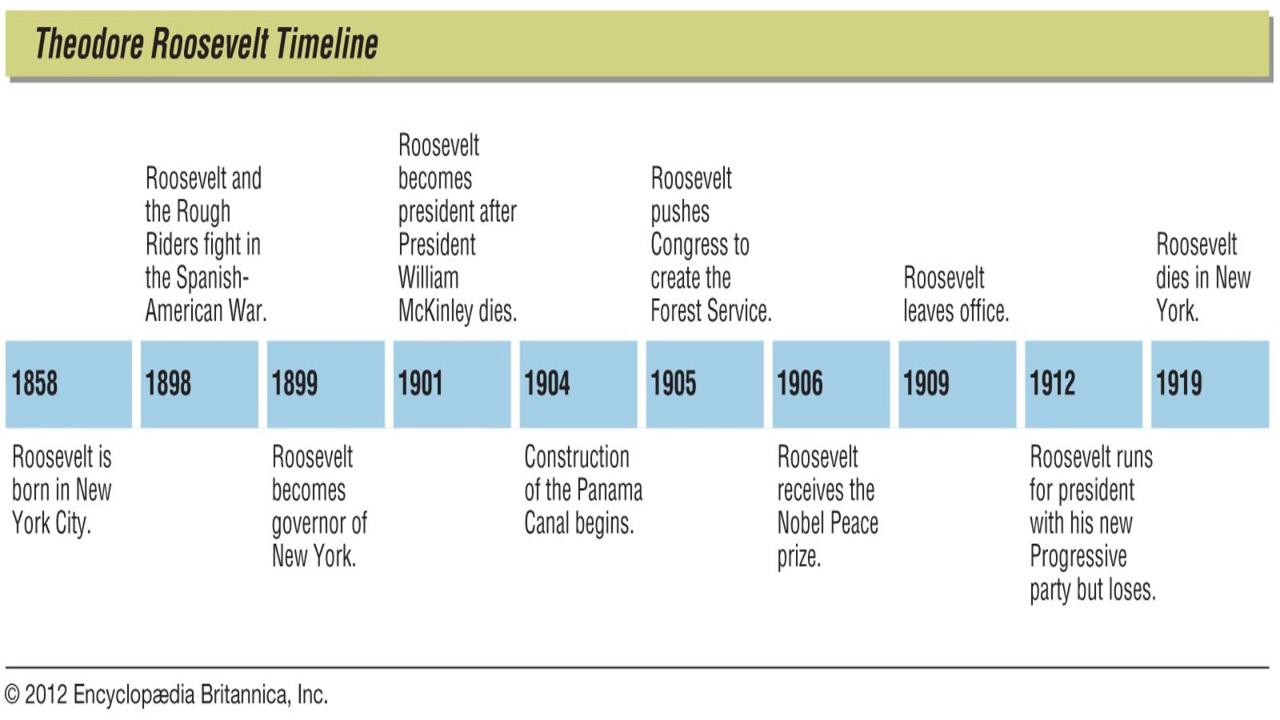 Theodore Roosevelt Timeline
Roosevelt and
the Rough
Riders fight in
the Spanish-
American War.
Roosevelt
becomes
president after
President
William
McKinley dies.
Roosevelt
pushes
Congress to
create the
Forest Service.
Roosevelt
leaves office.
Roosevelt
dies in New
York.
1858 1898 1899 1901 1904 1905 1906 1909 1912 1919
Roosevelt is
born in New
York City.
Roosevelt
becomes
governor of
New York.
Construction
of the Panama
Canal begins.
Roosevelt
receives the
Nobel Peace
prize.
Roosevelt runs
for president
with his new
Progressive
party but loses.
© 2012 Encyclopædia Britannica, Inc.